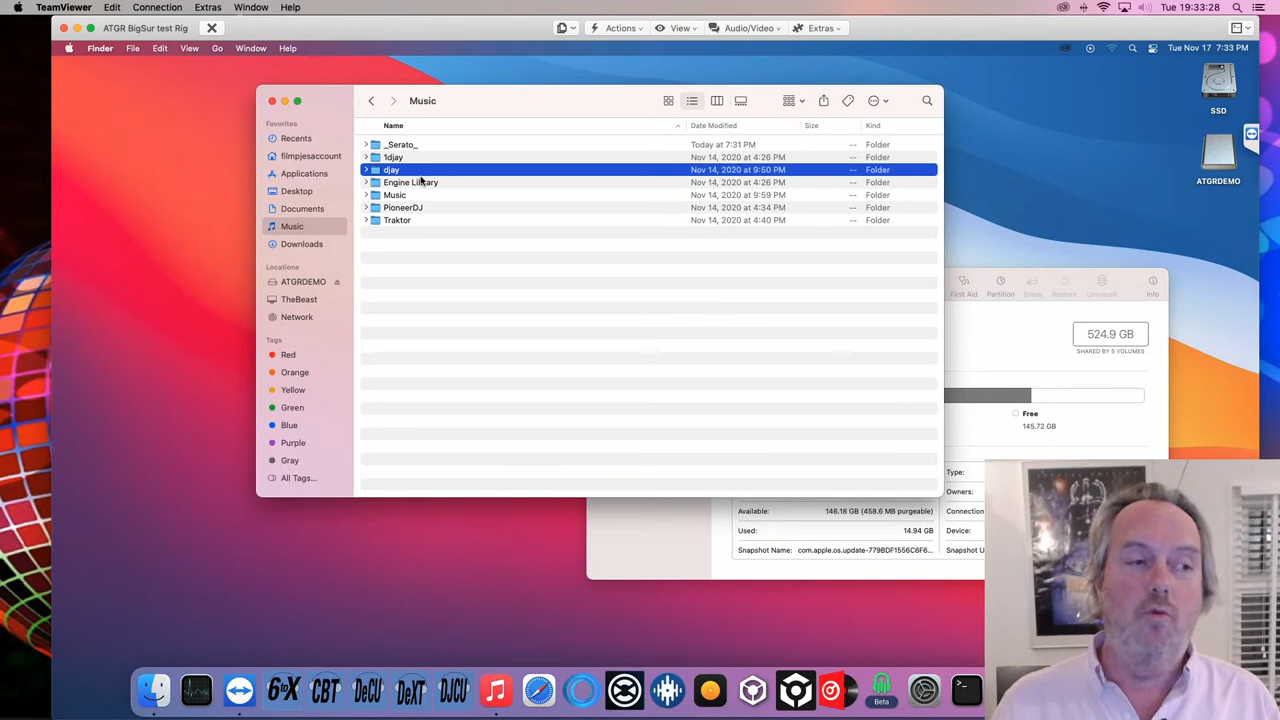 TeamViewer Edit Connection Extras Window Help
Tue 19:33:28
ATGR BigSur test Rig
Actions View Audio/Video Extras
Finder File Edit View Go Window Help
Tue Nov 17 7:33 PM
SSD
ATGRDEMO
Music
Favorites
Recents
filmpjesaccount
Applications
Desktop
Documents
Music
Downloads
Locations
ATGRDEMO
TheBeast
Network
Tags
Red
Orange
Yellow
Green
Blue
Purple
Gray
All Tags...
Name Date Modified Size Kind
_Serato_ Today at 7:31 PM -- Folder
1djay Nov 14, 2020 at 4:26 PM -- Folder
djay Nov 14, 2020 at 9:50 PM -- Folder
Engine Library Nov 14, 2020 at 4:26 PM -- Folder
Music Nov 14, 2020 at 9:59 PM -- Folder
PioneerDJ Nov 14, 2020 at 4:34 PM -- Folder
Traktor Nov 14, 2020 at 4:40 PM -- Folder
First Aid Partition Erase Restore Unmount Info
524.9 GB
SHARED BY 5 VOLUMES
Free
145.72 GB
Type:
Owners:
Available: 146.18 GB (458.6 MB purgeable) Connection
Used: 14.94 GB Device:
Snapshot Name: com.apple.os.update-779BDF1556C6F6... Snapshot U
6toX CBT DeCU DeXT DJCU
Beta